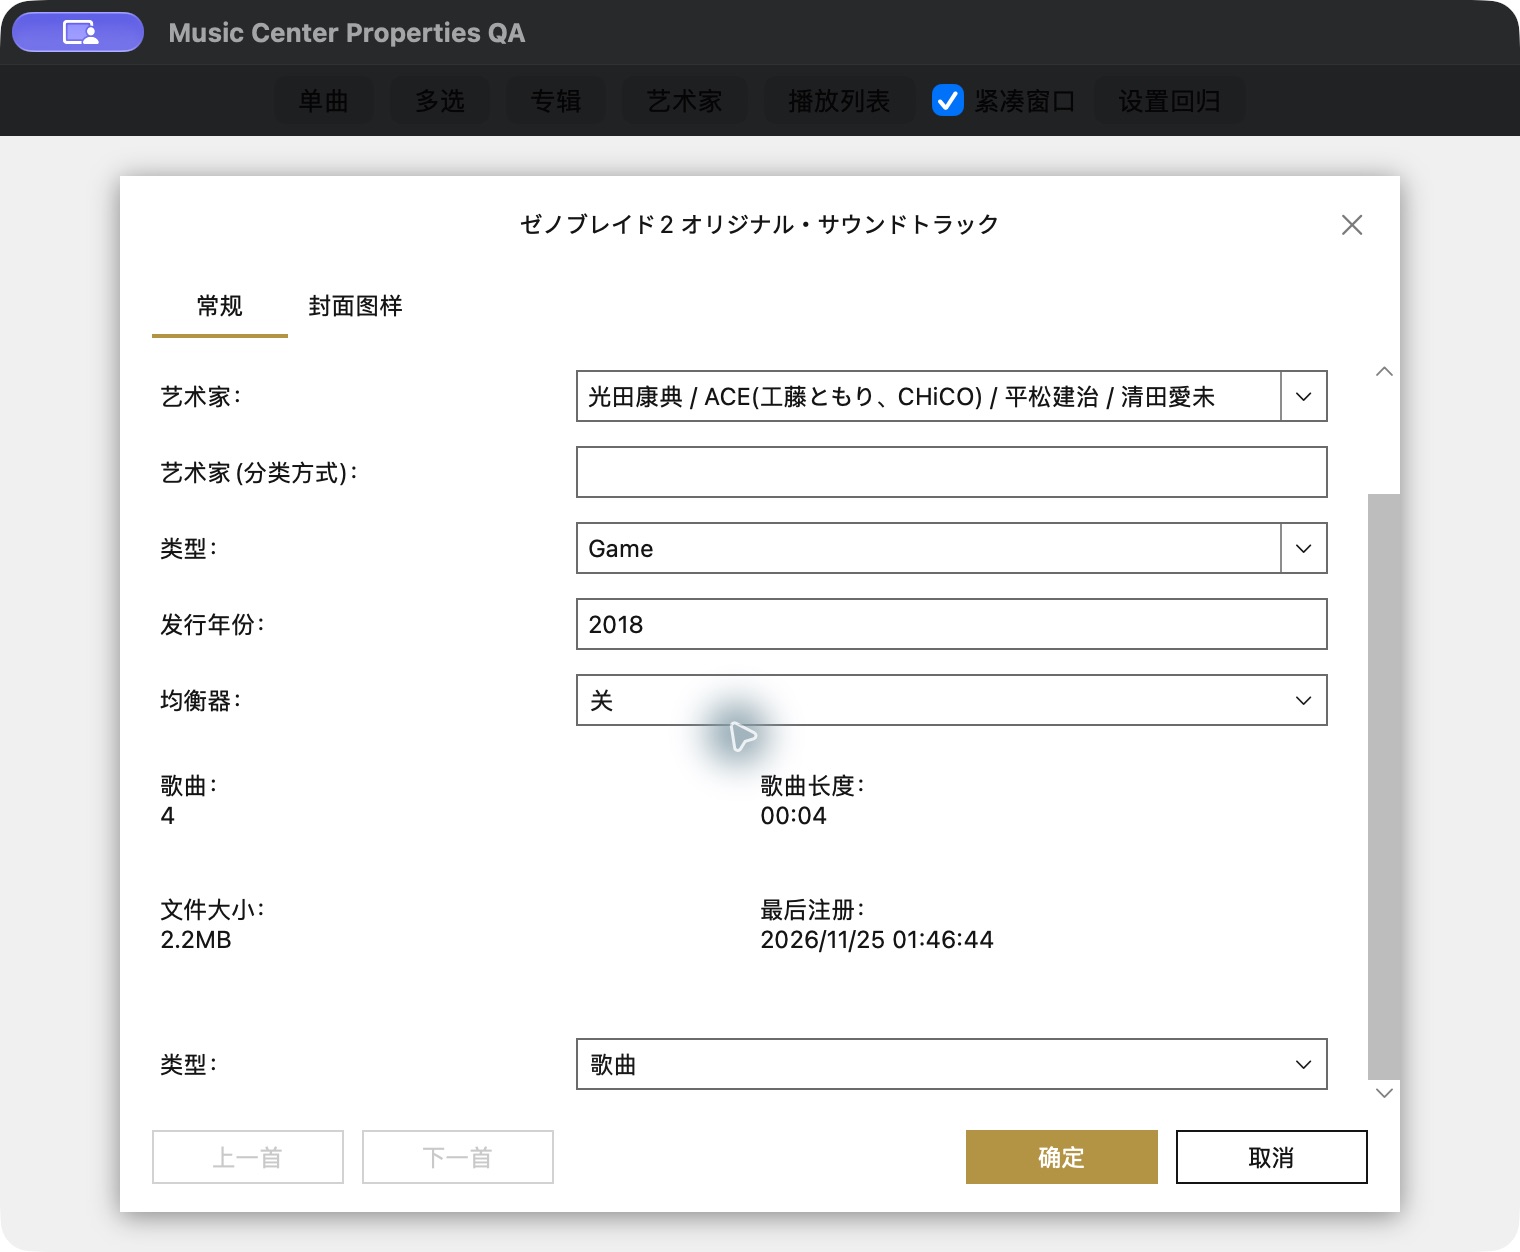 Music Center Properties QA
单曲 多选 专辑 艺术家 播放列表 紧凑窗口 设置回归
ゼノブレイド2 オリジナル・サウンドトラック
常规 封面图样
艺术家: 光田康典 / ACE(工藤ともり、CHiCO) / 平松建治 / 清田愛未
艺术家(分类方式):
类型: Game
发行年份: 2018
均衡器: 关
歌曲: 歌曲长度:
4 00:04
文件大小: 最后注册:
2.2MB 2026/11/25 01:46:44
类型: 歌曲
上一首 下一首 确定 取消